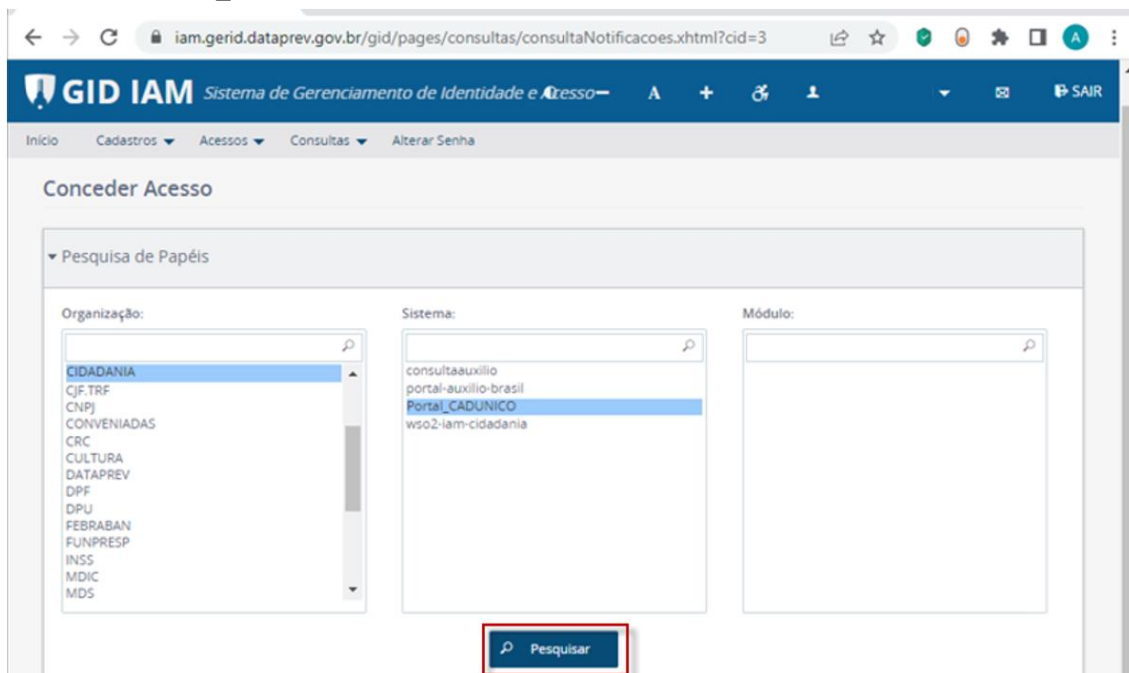 iam.gerid.dataprev.gov.br/gid/pages/consultas/consultaNotificacoes.xhtml?cid=3
A
GID IAM Sistema de Gerenciamento de Identidade e Acesso A + SAIR
Início Cadastros Acessos Consultas Alterar Senha
Conceder Acesso
Pesquisa de Papéis
Organização: Sistema: Módulo:
CIDADANIA
CJF.TRF
CNPJ
CONVENIADAS
CRC
CULTURA
DATAPREV
DPF
DPU
FEBRABAN
FUNPRESP
INSS
MDIC
MDS
consultaauxilio
portal-auxilio-brasil
Portal_CADUNICO
wso2-iam-cidadania
Pesquisar